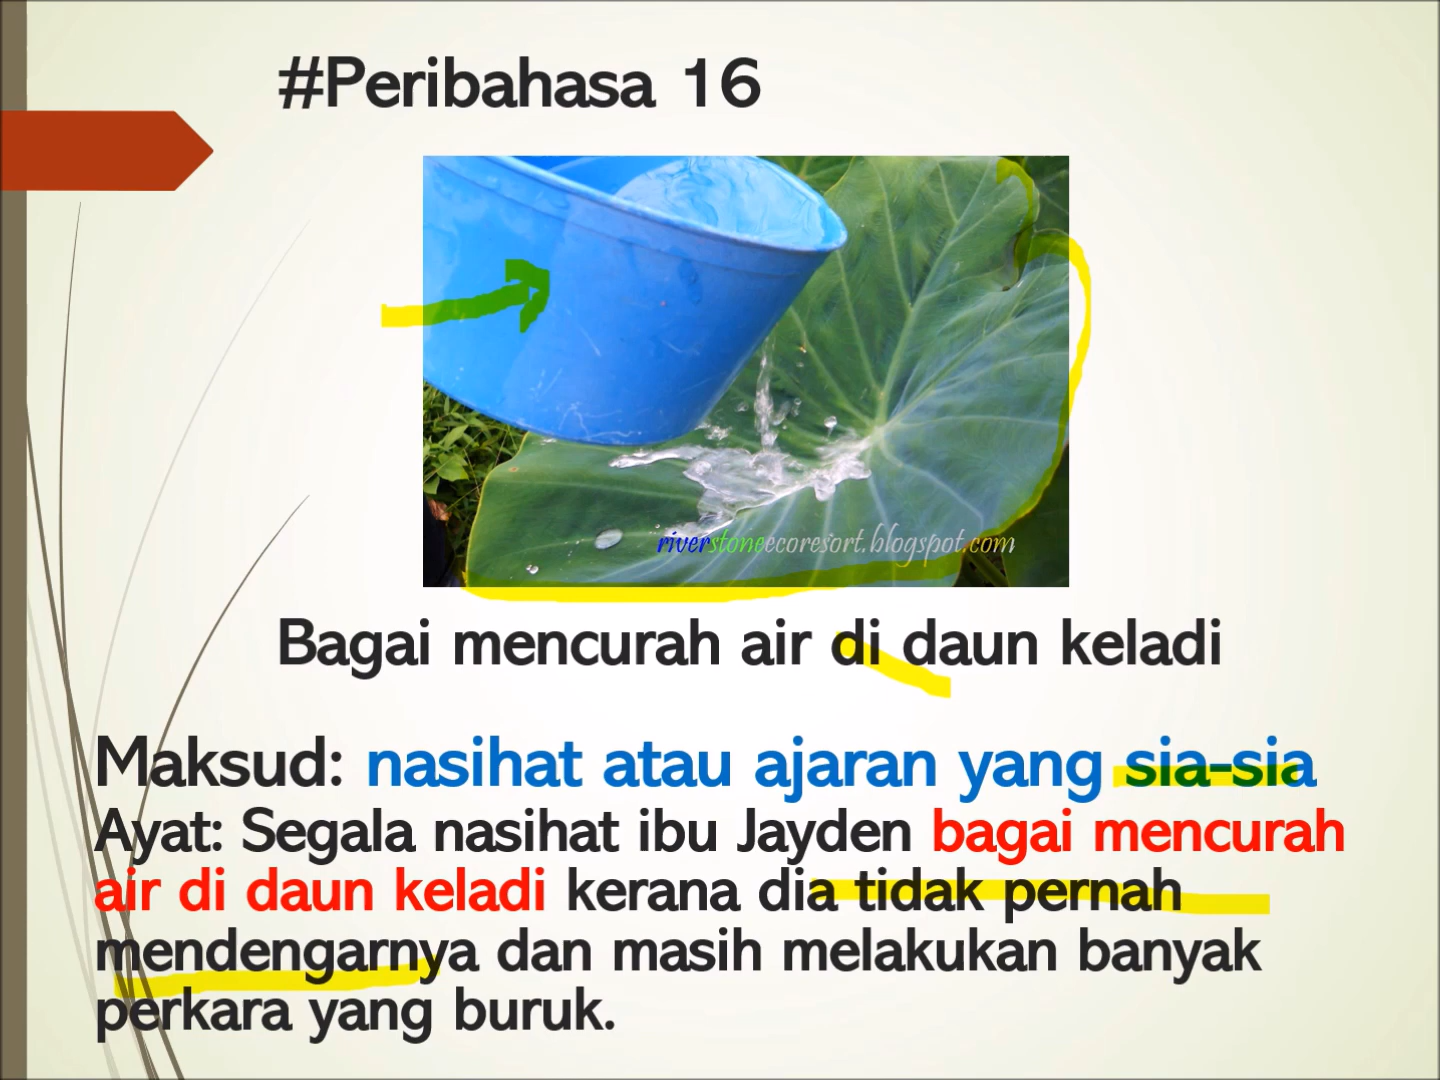 #Peribahasa 16
riverstoneecoresort.blogspot.com
Bagai mencurah air di daun keladi
Maksud: nasihat atau ajaran yang sia-sia
Ayat: Segala nasihat ibu Jayden bagai mencurah
air di daun keladi kerana dia tidak pernah
mendengarnya dan masih melakukan banyak
perkara yang buruk.